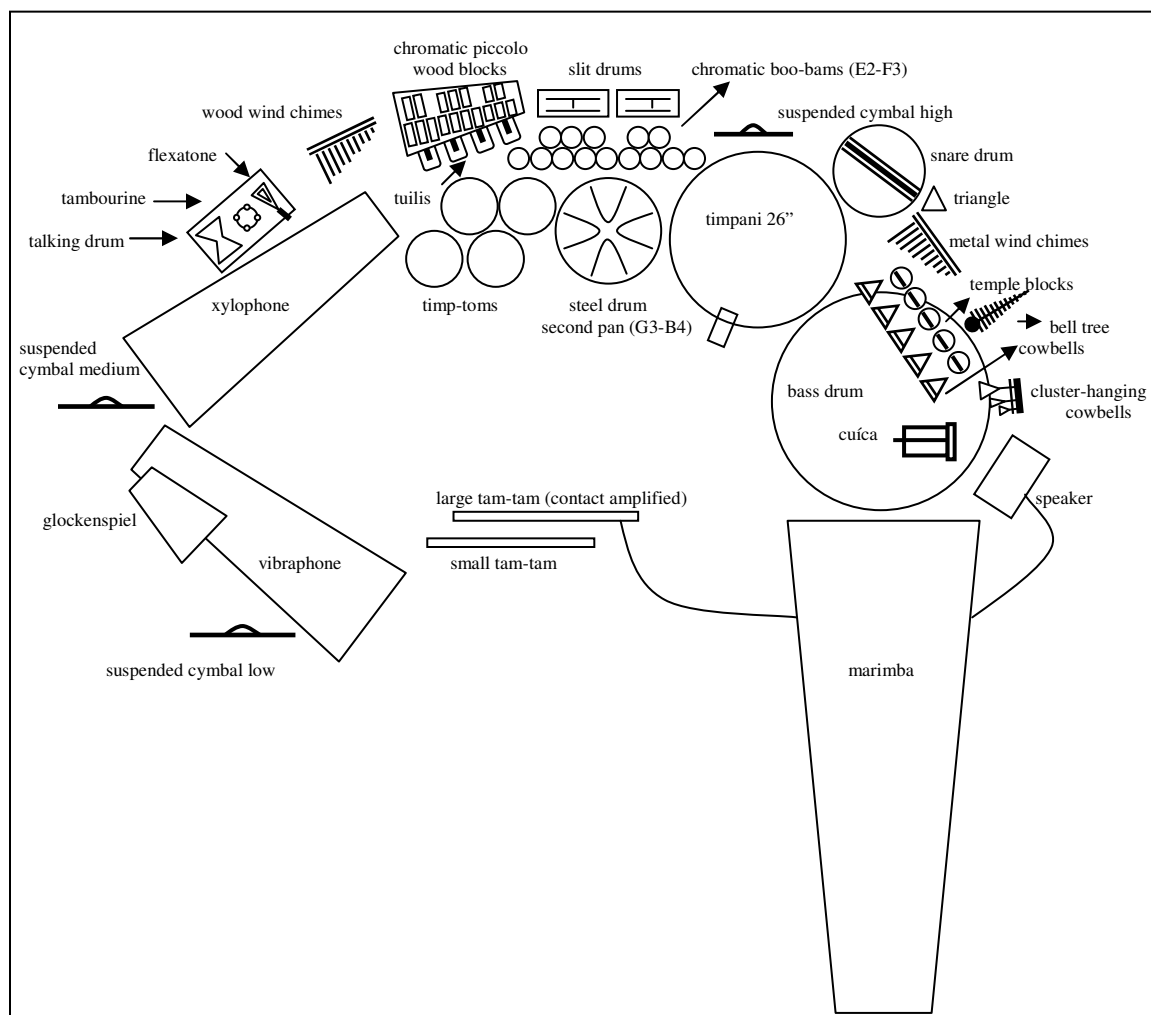 chromatic piccolo
wood blocks
slit drums
chromatic boo-bams (E2-F3)
wood wind chimes
suspended cymbal high
flexatone
snare drum
tambourine
tuilis
triangle
talking drum
timpani 26”
metal wind chimes
temple blocks
xylophone
timp-toms
steel drum
second pan (G3-B4)
bell tree
cowbells
suspended
cymbal medium
bass drum
cluster-hanging
cowbells
cuíca
large tam-tam (contact amplified)
speaker
glockenspiel
vibraphone
small tam-tam
suspended cymbal low
marimba